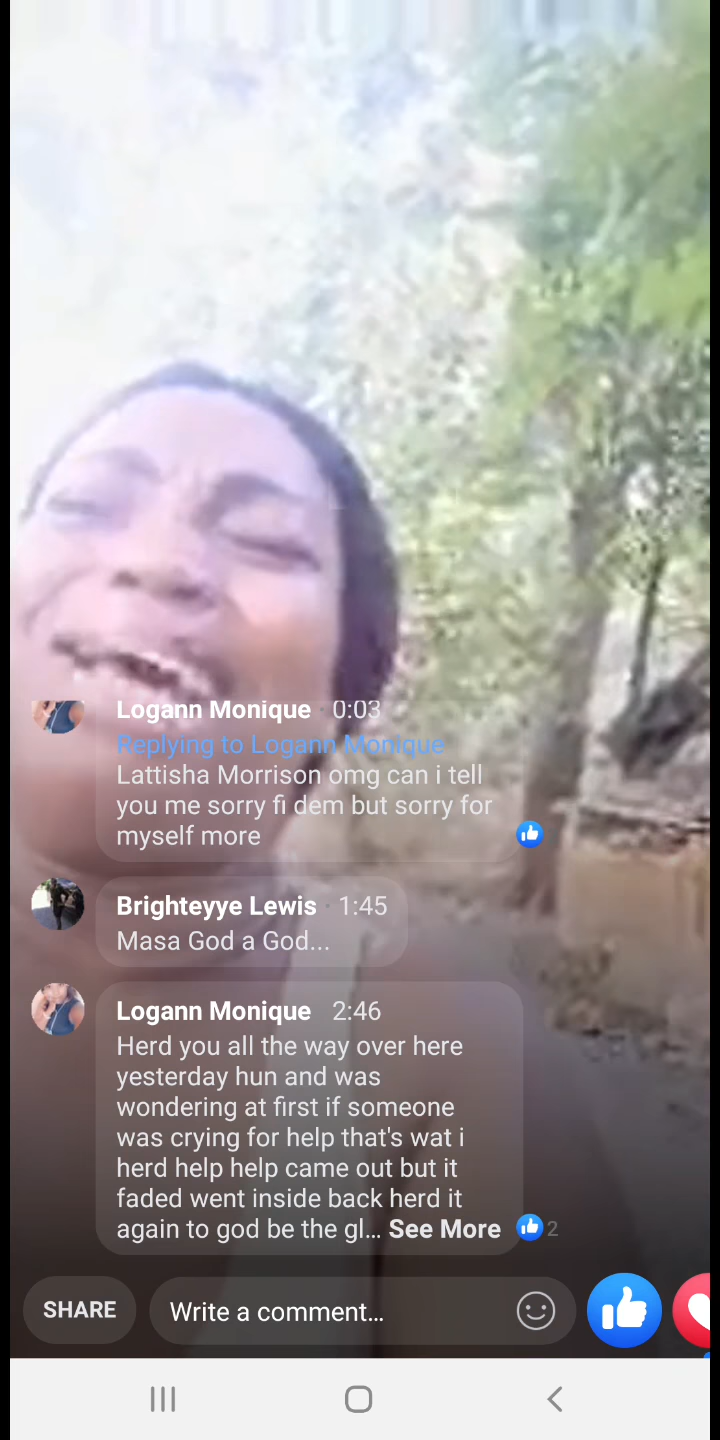 Logann Monique · 0:03
Replying to Logann Monique
Lattisha Morrison omg can i tell
you me sorry fi dem but sorry for
myself more
Brighteyye Lewis · 1:45
Masa God a God...
Logann Monique 2:46
Herd you all the way over here
yesterday hun and was
wondering at first if someone
was crying for help that's wat i
herd help help came out but it
faded went inside back herd it
again to god be the gl... See More
2
SHARE
Write a comment...